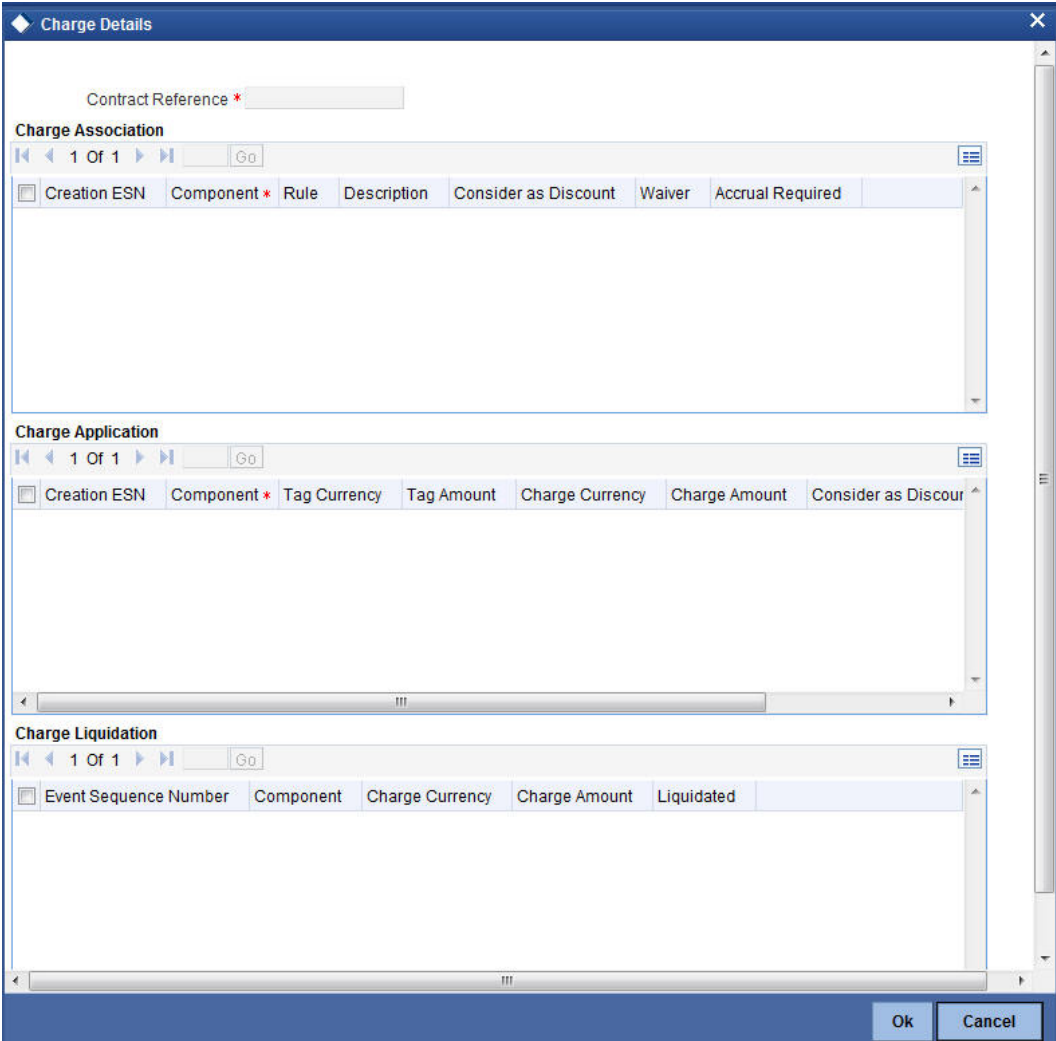 Charge Details
Contract Reference *
Charge Association
1 Of 1 Go
Creation ESN Component * Rule Description Consider as Discount Waiver Accrual Required
Charge Application
1 Of 1 Go
Creation ESN Component * Tag Currency Tag Amount Charge Currency Charge Amount Consider as Discour
Charge Liquidation
1 Of 1 Go
Event Sequence Number Component Charge Currency Charge Amount Liquidated
Ok Cancel